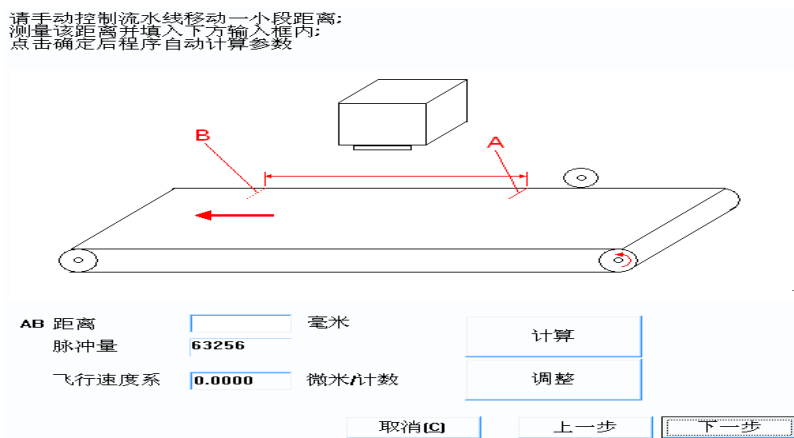 请手动控制流水线移动一小段距离;
测量该距离并填入下方输入框内;
点击确定后程序自动计算参数
B
A
AB 距离 毫米
计算
脉冲量 63256
飞行速度系 0.0000 微米/计数
调整
取消(C) 上一步 下一步